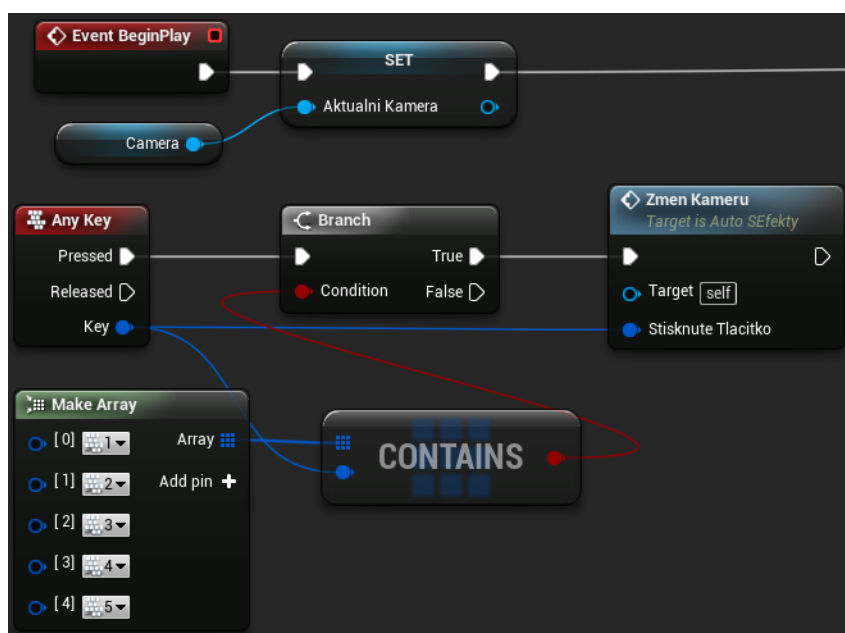 Event BeginPlay
SET
Aktualni Kamera
Camera
Any Key
Pressed
Released
Key
Branch
True
Condition
False
Zmen Kameru
Target is Auto SEfekty
Target self
Stisknute Tlacitko
Make Array
[0] 1 Array
[1] 2 Add pin +
[2] 3
[3] 4
[4] 5
CONTAINS